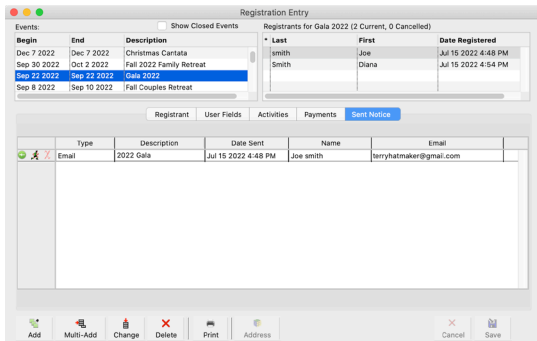 Registration Entry
Events: Show Closed Events Registrants for Gala 2022 (2 Current, 0 Cancelled)
Begin End Description * Last First Date Registered
Dec 7 2022 Dec 7 2022 Christmas Cantata smith Joe Jul 15 2022 4:48 PM
Sep 30 2022 Oct 2 2022 Fall 2022 Family Retreat Smith Diana Jul 15 2022 4:54 PM
Sep 22 2022 Sep 22 2022 Gala 2022
Sep 8 2022 Sep 10 2022 Fall Couples Retreat
Registrant User Fields Activities Payments Sent Notice
Type Description Date Sent Name Email
Email 2022 Gala Jul 15 2022 4:48 PM Joe smith terryhatmaker@gmail.com
Add Multi-Add Change Delete Print Address Cancel Save